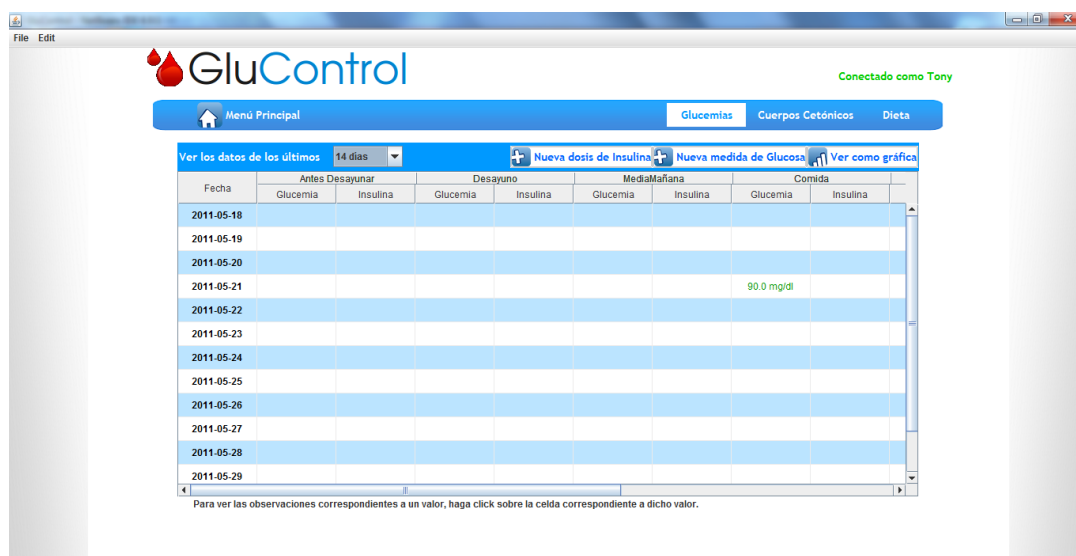 File Edit
GluControl
Conectado como Tony
Menú Principal Glucemias Cuerpos Cetónicos Dieta
Ver los datos de los últimos 14 dias Nueva dosis de Insulina Nueva medida de Glucosa Ver como gráfica
Fecha Antes Desayunar Desayuno MediaMañana Comida
Glucemia Insulina Glucemia Insulina Glucemia Insulina Glucemia Insulina
2011-05-18
2011-05-19
2011-05-20
2011-05-21 90.0 mg/dl
2011-05-22
2011-05-23
2011-05-24
2011-05-25
2011-05-26
2011-05-27
2011-05-28
2011-05-29
Para ver las observaciones correspondientes a un valor, haga click sobre la celda correspondiente a dicho valor.